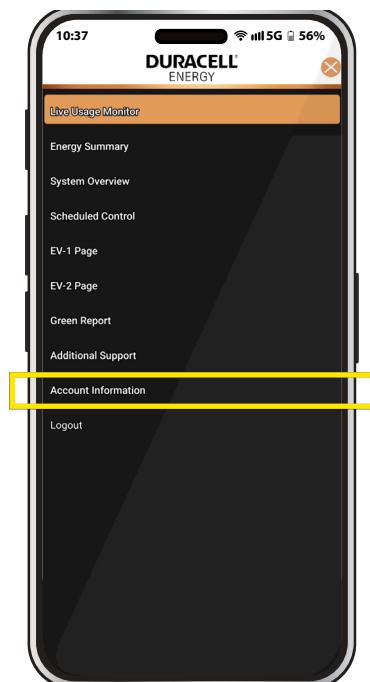 10:37 5G 56%
DURACELL
ENERGY
Live Usage Monitor
Energy Summary
System Overview
Scheduled Control
EV-1 Page
EV-2 Page
Green Report
Additional Support
Account Information
Logout